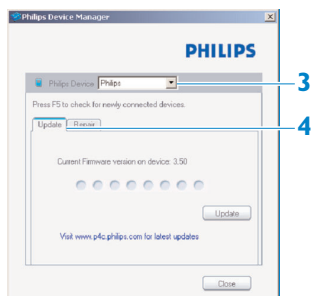 Philips Device Manager
PHILIPS
Philips Device Philips
3
Press F5 to check for newly connected devices.
Update Repair
4
Current Firmware version on device: 3.50
Update
Visit www.p4c.philips.com for latest updates
Close